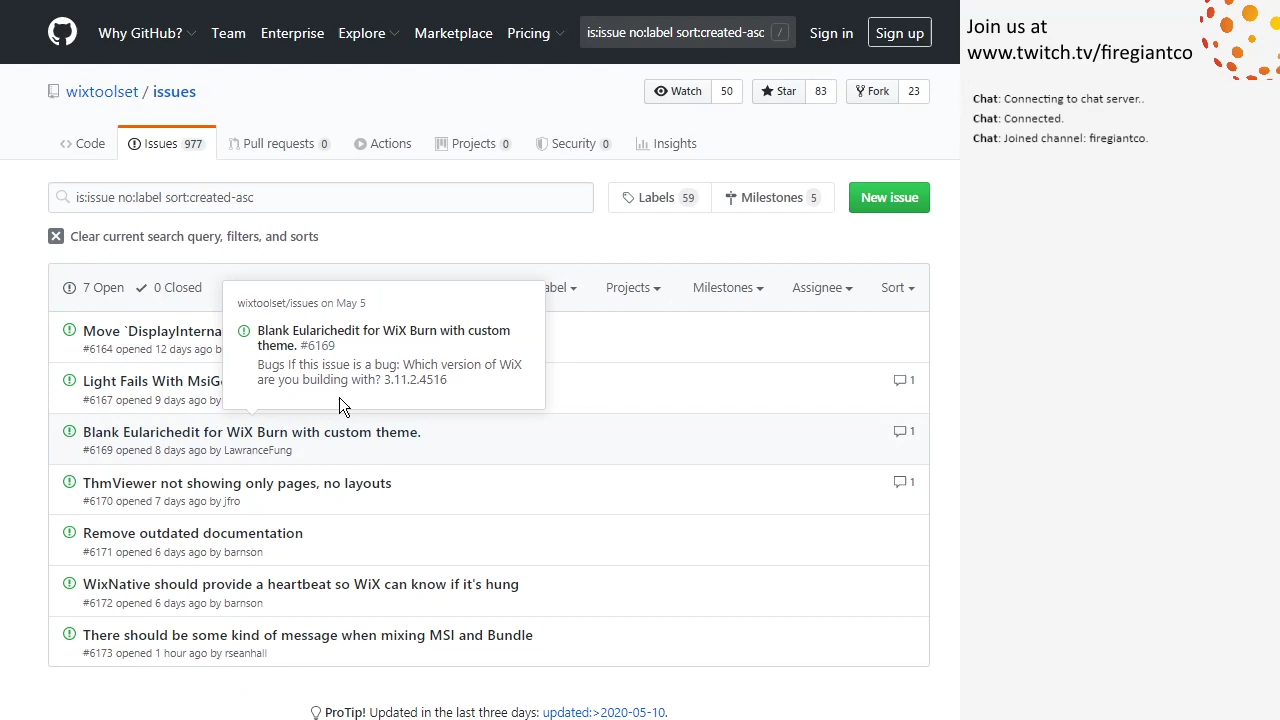 Why GitHub? Team Enterprise Explore Marketplace Pricing is:issue no:label sort:created-asc / Sign in Sign up
wixtoolset / issues Watch 50 Star 83 Fork 23
Code Issues 977 Pull requests 0 Actions Projects 0 Security 0 Insights
is:issue no:label sort:created-asc Labels 59 Milestones 5 New issue
Clear current search query, filters, and sorts
7 Open 0 Closed abel Projects Milestones Assignee Sort
wixtoolset/issues on May 5
Blank Eularichedit for WiX Burn with custom
theme. #6169
Bugs If this issue is a bug: Which version of WiX
are you building with? 3.11.2.4516
Move `DisplayInterna
#6164 opened 12 days ago b
Light Fails With MsiG
#6167 opened 9 days ago by
1
Blank Eularichedit for WiX Burn with custom theme.
1
#6169 opened 8 days ago by LawranceFung
ThmViewer not showing only pages, no layouts
1
#6170 opened 7 days ago by jfro
Remove outdated documentation
#6171 opened 6 days ago by barnson
WixNative should provide a heartbeat so WiX can know if it's hung
#6172 opened 6 days ago by barnson
There should be some kind of message when mixing MSI and Bundle
#6173 opened 1 hour ago by rseanhall
ProTip! Updated in the last three days: updated:>2020-05-10.
Join us at
www.twitch.tv/firegiantco
Chat: Connecting to chat server..
Chat: Connected.
Chat: Joined channel: firegiantco.